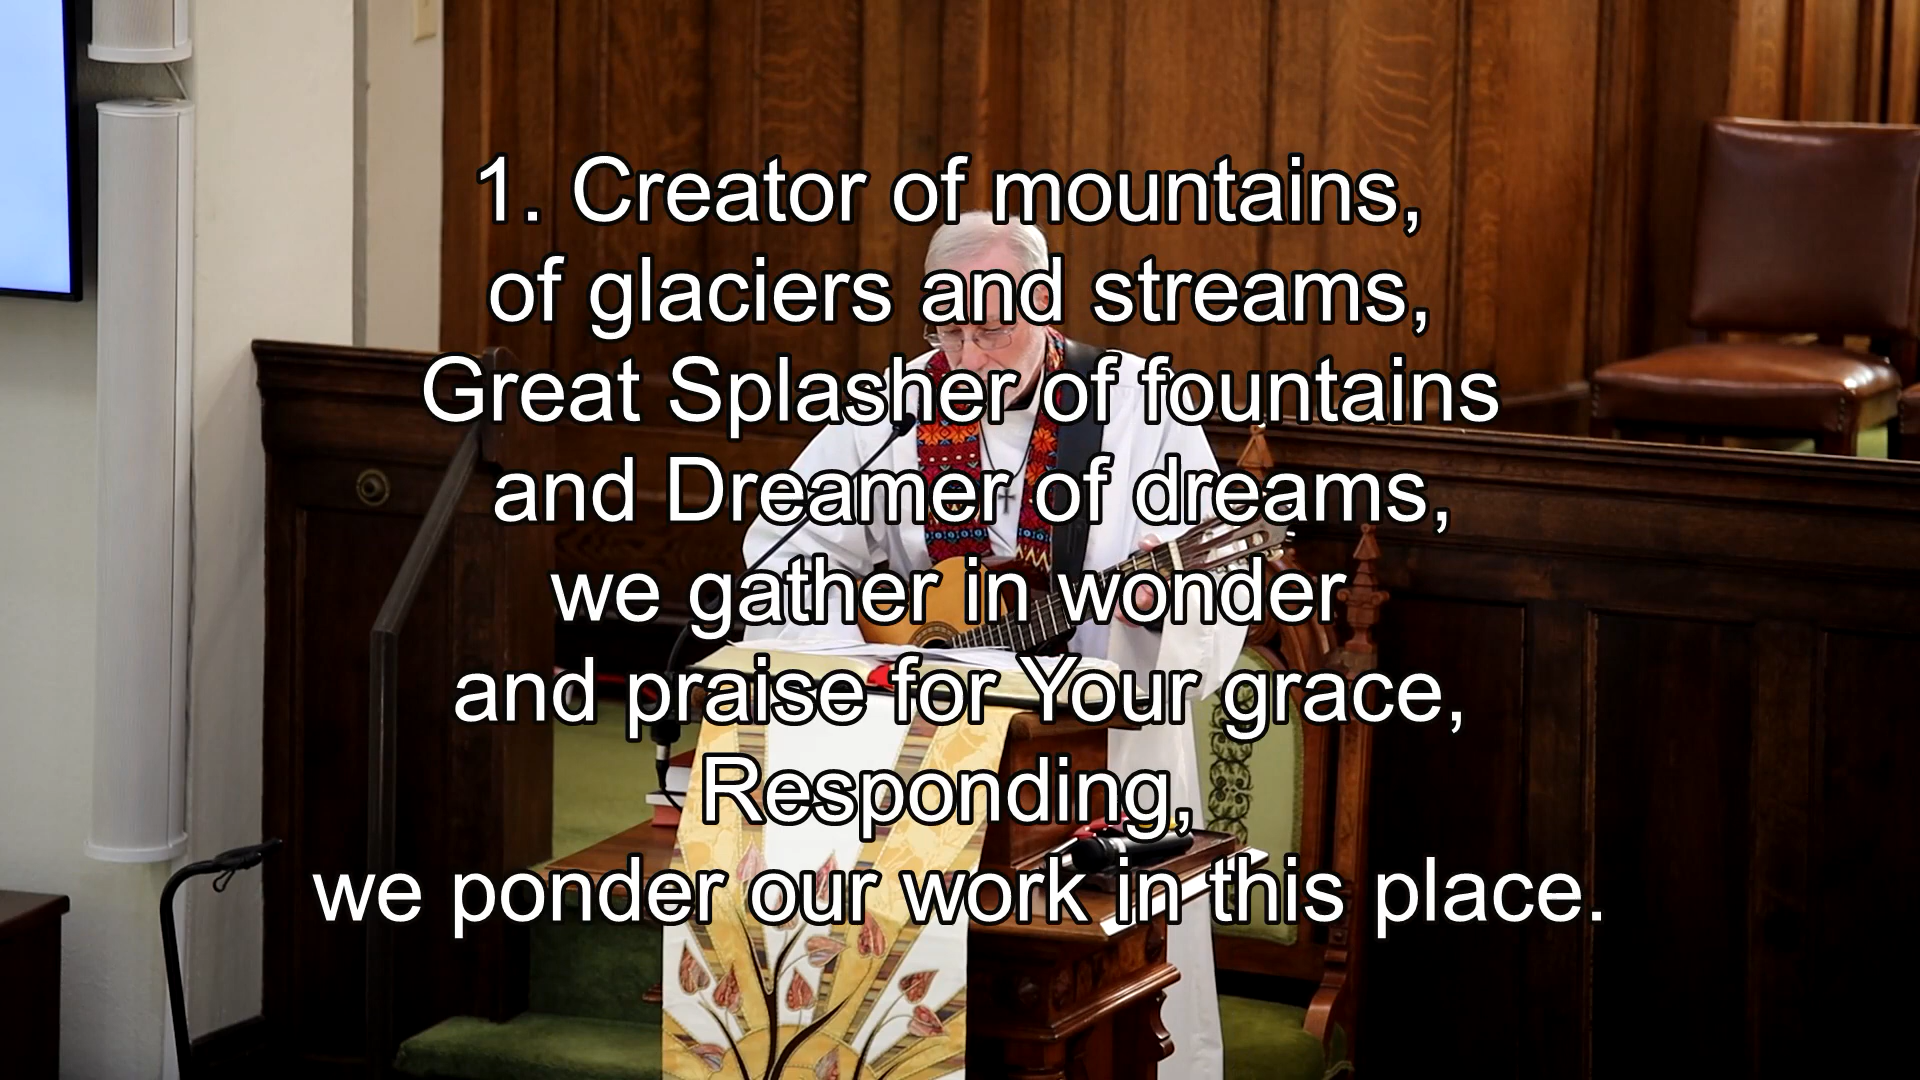 1. Creator of mountains,
of glaciers and streams,
Great Splasher of fountains
and Dreamer of dreams,
we gather in wonder
and praise for Your grace,
Responding,
we ponder our work in this place.